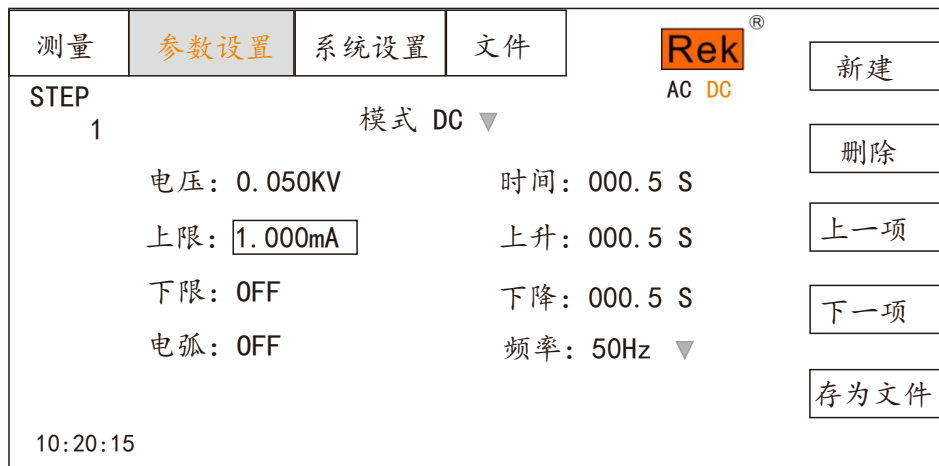 测量 参数设置 系统设置 文件 Rek®
AC DC
新建
STEP
1
模式 DC ▼
删除
电压：0.050KV 时间：000.5 S
上限：1.000mA 上升：000.5 S
上一项
下限：OFF 下降：000.5 S
下一项
电弧：OFF 频率：50Hz ▼
存为文件
10:20:15